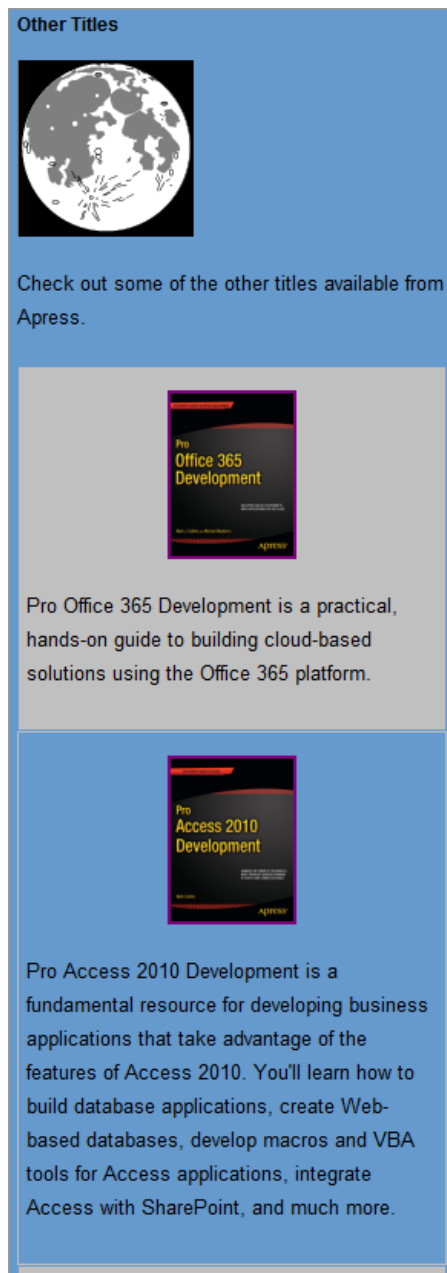 Other Titles
Check out some of the other titles available from
Apress.
Pro
Office 365
Development
Apress®
Pro Office 365 Development is a practical,
hands-on guide to building cloud-based
solutions using the Office 365 platform.
Pro
Access 2010
Development
Apress®
Pro Access 2010 Development is a
fundamental resource for developing business
applications that take advantage of the
features of Access 2010. You'll learn how to
build database applications, create Web-
based databases, develop macros and VBA
tools for Access applications, integrate
Access with SharePoint, and much more.